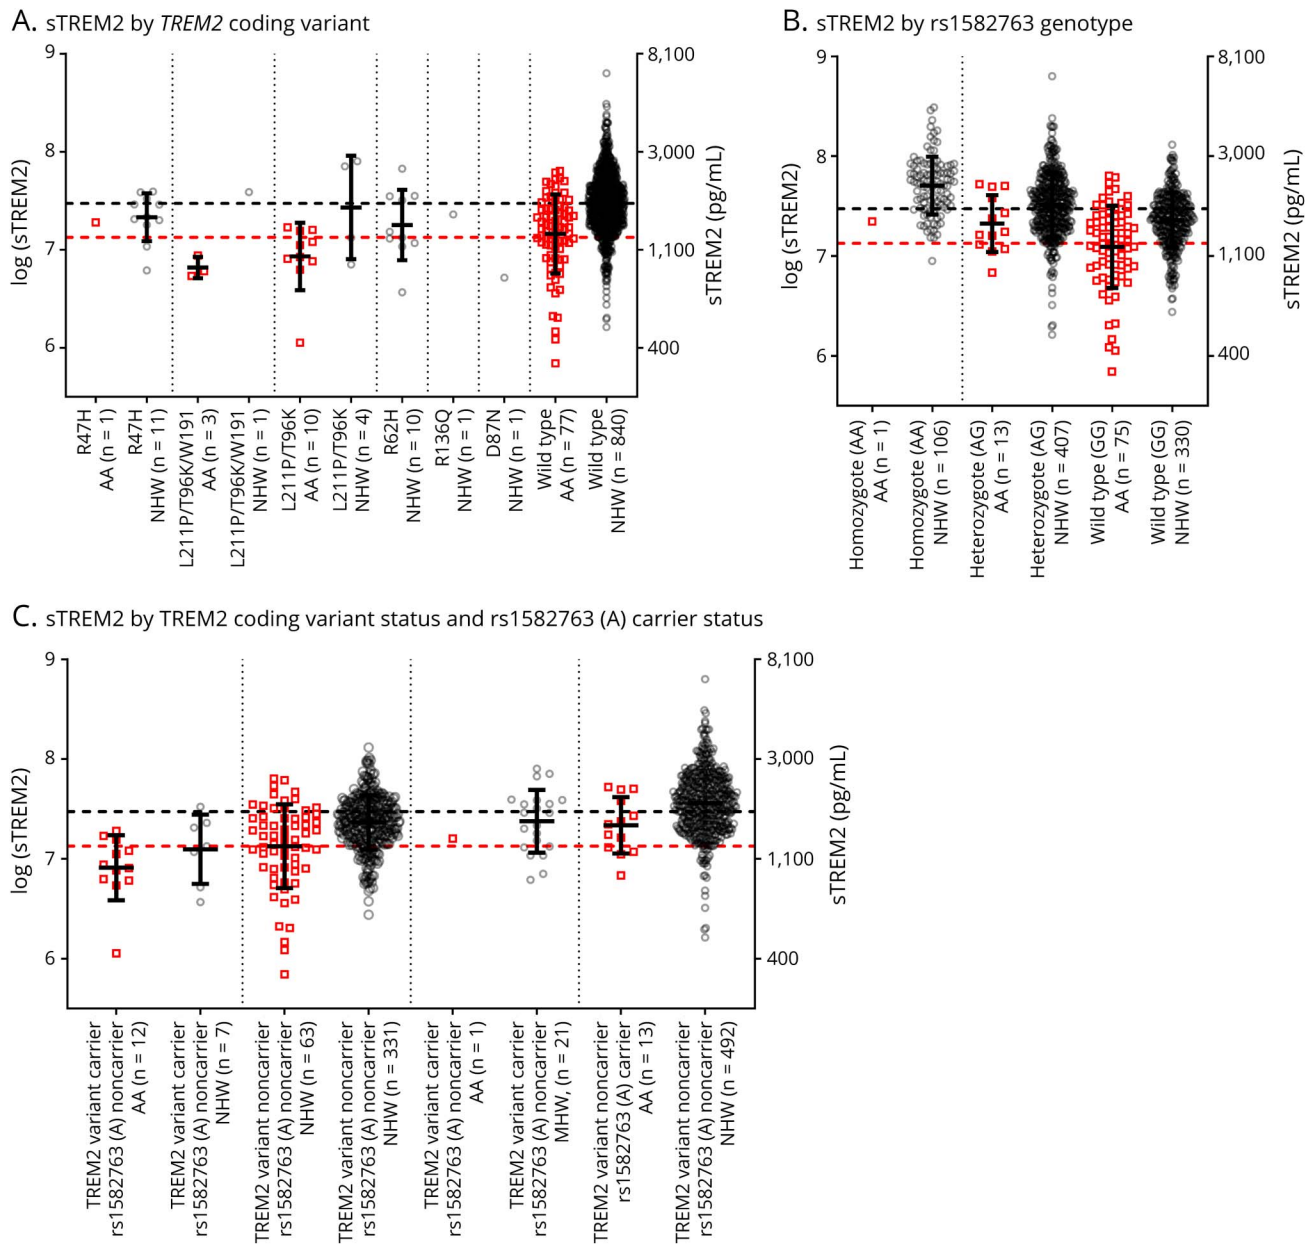 A. sTREM2 by TREM2 coding variant
9
8
7
6
log (sTREM2)
8,100
3,000
1,100
400
sTREM2 (pg/mL)
R47H
AA (n = 1)
R47H
NHW (n = 11)
L211P/T96K/W191
AA (n = 3)
L211P/T96K/W191
NHW (n = 1)
L211P/T96K
AA (n = 10)
L211P/T96K
NHW (n = 4)
R62H
NHW (n = 10)
R136Q
NHW (n = 1)
D87N
NHW (n = 1)
Wild type
AA (n = 77)
Wild type
NHW (n = 840)
B. sTREM2 by rs1582763 genotype
9
8
7
6
log (sTREM2)
8,100
3,000
1,100
400
sTREM2 (pg/mL)
Homozygote (AA)
AA (n = 1)
Homozygote (AA)
NHW (n = 106)
Heterozygote (AG)
AA (n = 13)
Heterozygote (AG)
NHW (n = 407)
Wild type (GG)
AA (n = 75)
Wild type (GG)
NHW (n = 330)
C. sTREM2 by TREM2 coding variant status and rs1582763 (A) carrier status
9
8
7
6
log (sTREM2)
8,100
3,000
1,100
400
sTREM2 (pg/mL)
TREM2 variant carrier
rs1582763 (A) noncarrier
AA (n = 12)
TREM2 variant carrier
rs1582763 (A) noncarrier
NHW (n = 7)
TREM2 variant noncarrier
rs1582763 (A) noncarrier
NHW (n = 63)
TREM2 variant noncarrier
rs1582763 (A) noncarrier
NHW (n = 331)
TREM2 variant carrier
rs1582763 (A) noncarrier
AA (n = 1)
TREM2 variant carrier
rs1582763 (A) noncarrier
MHW, (n = 21)
TREM2 variant noncarrier
rs1582763 (A) carrier
AA (n = 13)
TREM2 variant noncarrier
rs1582763 (A) noncarrier
NHW (n = 492)